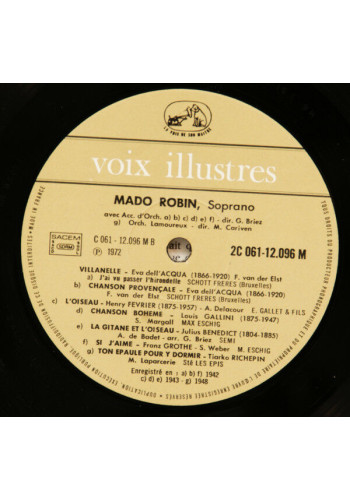 LA VOIX DE SON MAITRE
voix illustres
MADO ROBIN, Soprano
avec Acc. d'Orch. a) b) c) d) e) f) - dir. G. Briez
g) Orch. Lamoureux - dir. M. Cariven
SACEM
C 061 - 12.096 M B
℗ 1972
2C 061-12.096 M
VILLANELLE - Eva dell'ACQUA (1866-1920) F. van der Elst
a) J'ai vu passer l'hirondelle SCHOTT FRERES (Bruxelles)
b) CHANSON PROVENÇALE - Eva dell'ACQUA (1866-1920)
F. van der Elst SCHOTT FRERES (Bruxelles)
c) L'OISEAU - Henry FEVRIER (1875-1957) A. Delacour E. GALLET & FILS
d) CHANSON BOHEME - Louis GALLINI (1875-1947)
S. Margall MAX ESCHIG
e) LA GITANE ET L'OISEAU - Julius BENEDICT (1804-1885)
A. de Badet - arr. G. Briez SEMI
f) SI J'AIME - Franz GROTHE - S. Weber M. ESCHIG
g) TON EPAULE POUR Y DORMIR - Tiarko RICHEPIN
M. Laparcerie Sté LES EPIS
Enregistré en : a) b) f) 1942
c) d) e) 1943 - g) 1948
MADE IN FRANCE